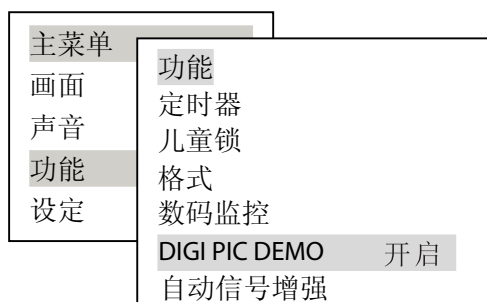 主菜单
画面
声音
功能
设定
功能
定时器
儿童锁
格式
数码监控
DIGI PIC DEMO 开启
自动信号增强